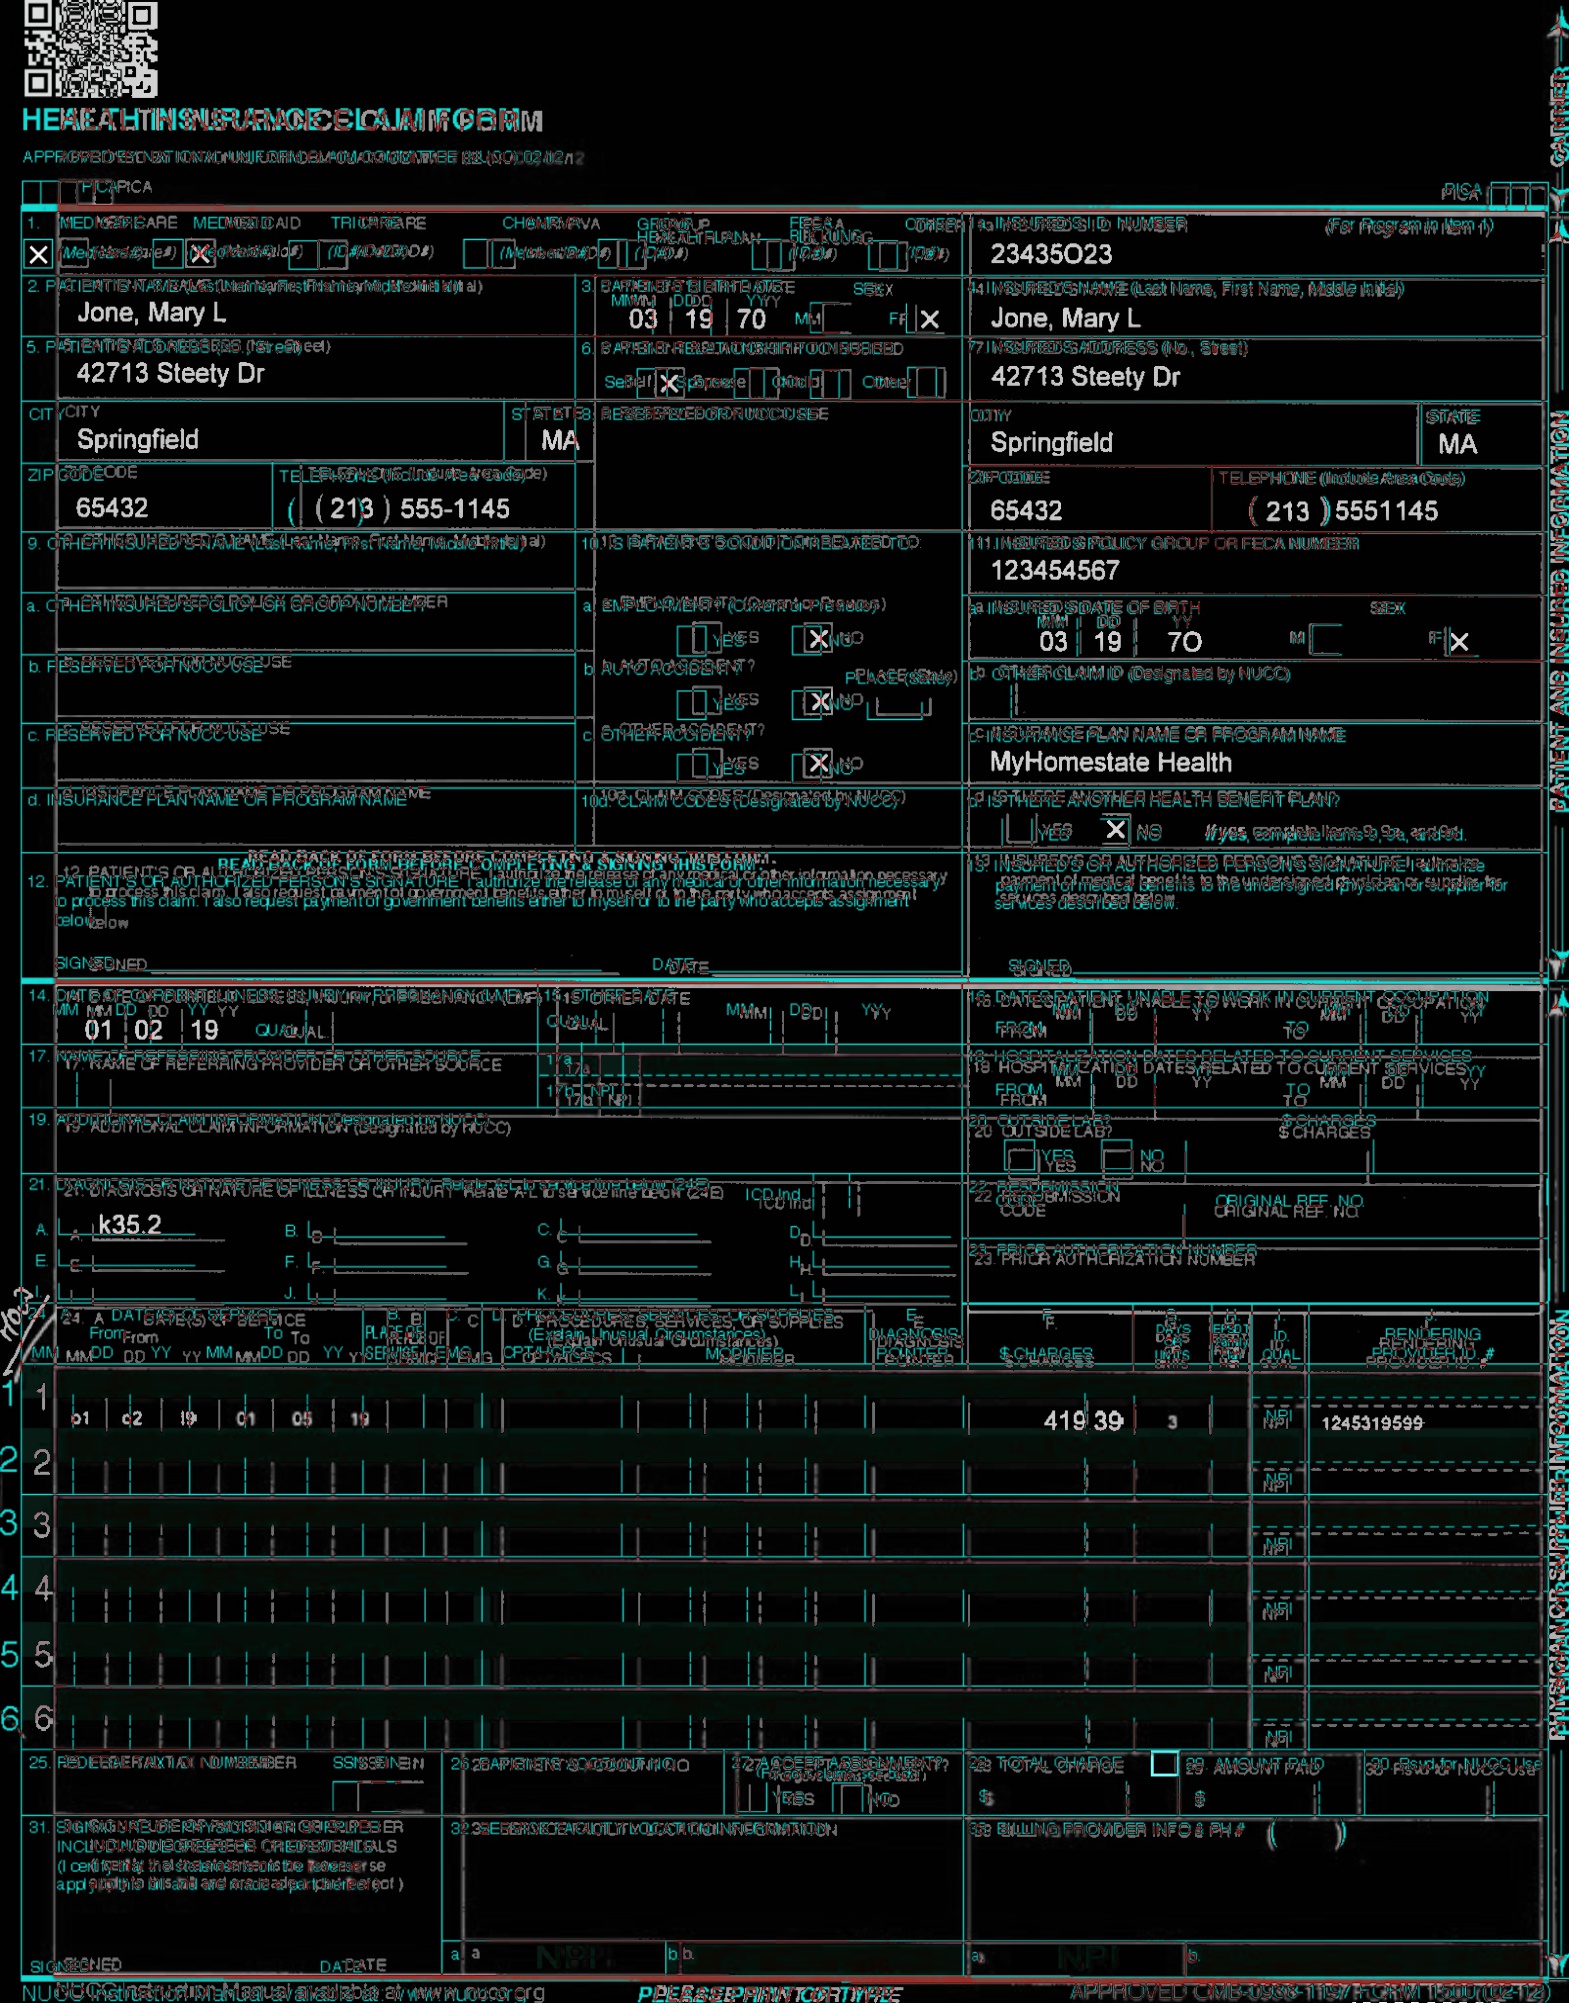 HEALTH INSURANCE CLAIM FORM
APPROVED BY NATIONAL UNIFORM CLAIM COMMITTEE (NUCC) 02/12
PICA
PICA
1. MEDICARE MEDICAID TRICARE CHAMPVA GROUP HEALTH PLAN FECA BLK LUNG OTHER
X (Medicare#) X (Medicaid#) (ID#/DoD#) (Member ID#) (ID#) (ID#) (ID#)
1a. INSURED'S I.D. NUMBER (For Program in Item 1)
23435O23
2. PATIENT'S NAME (Last Name, First Name, Middle Initial)
Jone, Mary L
3. PATIENT'S BIRTH DATE SEX
MM DD YYYY
03 19 70 M F X
4. INSURED'S NAME (Last Name, First Name, Middle Initial)
Jone, Mary L
5. PATIENT'S ADDRESS (No., Street)
42713 Steety Dr
6. PATIENT RELATIONSHIP TO INSURED
Self X Spouse Child Other
7. INSURED'S ADDRESS (No., Street)
42713 Steety Dr
CITY STATE
Springfield MA
8. RESERVED FOR NUCC USE
CITY STATE
Springfield MA
ZIP CODE TELEPHONE (Include Area Code)
65432 ( 213 ) 555-1145
ZIP CODE TELEPHONE (Include Area Code)
65432 ( 213 ) 5551145
9. OTHER INSURED'S NAME (Last Name, First Name, Middle Initial)
10. IS PATIENT'S CONDITION RELATED TO:
11. INSURED'S POLICY GROUP OR FECA NUMBER
123454567
a. OTHER INSURED'S POLICY OR GROUP NUMBER
a. EMPLOYMENT? (Current or Previous)
YES X NO
a. INSURED'S DATE OF BIRTH SEX
MM DD YY
03 19 7O M F X
b. RESERVED FOR NUCC USE
b. AUTO ACCIDENT? PLACE (State)
YES X NO
b. OTHER CLAIM ID (Designated by NUCC)
c. RESERVED FOR NUCC USE
c. OTHER ACCIDENT?
YES X NO
c. INSURANCE PLAN NAME OR PROGRAM NAME
MyHomestate Health
d. INSURANCE PLAN NAME OR PROGRAM NAME
10d. CLAIM CODES (Designated by NUCC)
d. IS THERE ANOTHER HEALTH BENEFIT PLAN?
YES X NO If yes, complete items 9, 9a, and 9d.
READ BACK OF FORM BEFORE COMPLETING & SIGNING THIS FORM.
12. PATIENT'S OR AUTHORIZED PERSON'S SIGNATURE I authorize the release of any medical or other information necessary
to process this claim. I also request payment of government benefits either to myself or to the party who accepts assignment
below.
SIGNED DATE
13. INSURED'S OR AUTHORIZED PERSON'S SIGNATURE I authorize
payment of medical benefits to the undersigned physician or supplier for
services described below.
SIGNED
14. DATE OF CURRENT ILLNESS, INJURY, or PREGNANCY (LMP)
MM DD YY
01 02 19 QUAL.
15. OTHER DATE
QUAL. MM DD YY
16. DATES PATIENT UNABLE TO WORK IN CURRENT OCCUPATION
MM DD YY MM DD YY
FROM TO
17. NAME OF REFERRING PROVIDER OR OTHER SOURCE
17a.
17b. NPI
18. HOSPITALIZATION DATES RELATED TO CURRENT SERVICES
MM DD YY MM DD YY
FROM TO
19. ADDITIONAL CLAIM INFORMATION (Designated by NUCC)
20. OUTSIDE LAB? $ CHARGES
YES NO
21. DIAGNOSIS OR NATURE OF ILLNESS OR INJURY Relate A-L to service line below (24E) ICD Ind.
A. k35.2 B. C. D.
E. F. G. H.
I. J. K. L.
22. RESUBMISSION CODE ORIGINAL REF. NO.
23. PRIOR AUTHORIZATION NUMBER
24. A. DATE(S) OF SERVICE B. C. D. PROCEDURES, SERVICES, OR SUPPLIES E. F. G. H. I. J.
From To PLACE OF (Explain Unusual Circumstances) DIAGNOSIS DAYS ID. RENDERING
MM DD YY MM DD YY SERVICE EMG CPT/HCPCS MODIFIER POINTER $ CHARGES UNITS QUAL. PROVIDER ID. #
1 01 02 19 01 05 19 419 39 3 NPI 1245319599
2 NPI
3 NPI
4 NPI
5 NPI
6 NPI
25. FEDERAL TAX I.D. NUMBER SSN EIN
26. PATIENT'S ACCOUNT NO.
27. ACCEPT ASSIGNMENT?
YES NO
28. TOTAL CHARGE
$
29. AMOUNT PAID
$
30. Rsvd for NUCC Use
31. SIGNATURE OF PHYSICIAN OR SUPPLIER
INCLUDING DEGREES OR CREDENTIALS
(I certify that the statements on the reverse
apply to this bill and are made a part thereof.)
SIGNED DATE
32. SERVICE FACILITY LOCATION INFORMATION
a. NPI b.
33. BILLING PROVIDER INFO & PH # ( )
a. NPI b.
NUCC Instruction Manual available at: www.nucc.org
PLEASE PRINT OR TYPE
APPROVED OMB-0938-1197 FORM 1500 (02-12)
CARRIER
PATIENT AND INSURED INFORMATION
PHYSICIAN OR SUPPLIER INFORMATION